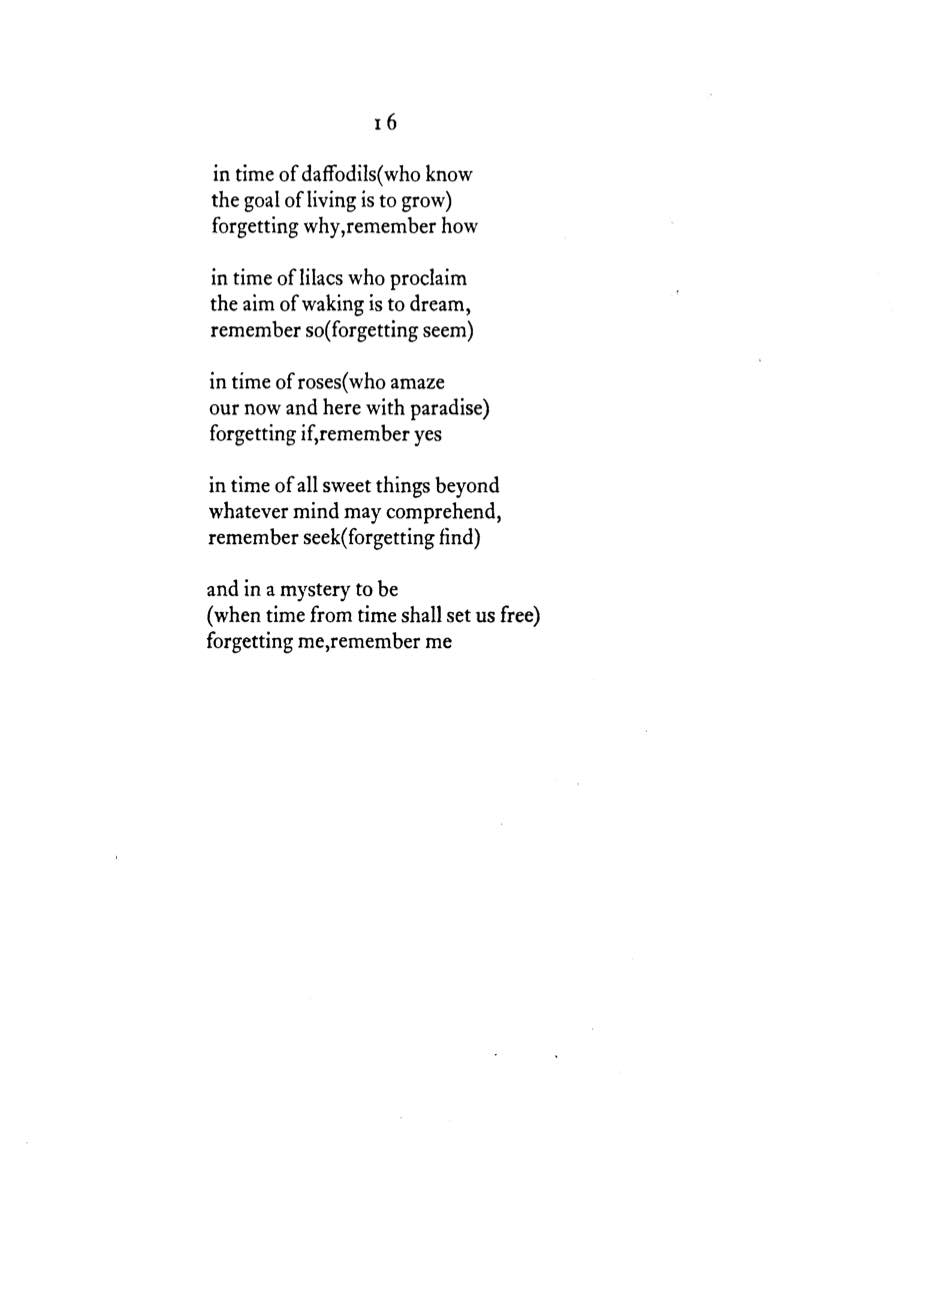 16
in time of daffodils(who know
the goal of living is to grow)
forgetting why,remember how
in time of lilacs who proclaim
the aim of waking is to dream,
remember so(forgetting seem)
in time of roses(who amaze
our now and here with paradise)
forgetting if,remember yes
in time of all sweet things beyond
whatever mind may comprehend,
remember seek(forgetting find)
and in a mystery to be
(when time from time shall set us free)
forgetting me,remember me